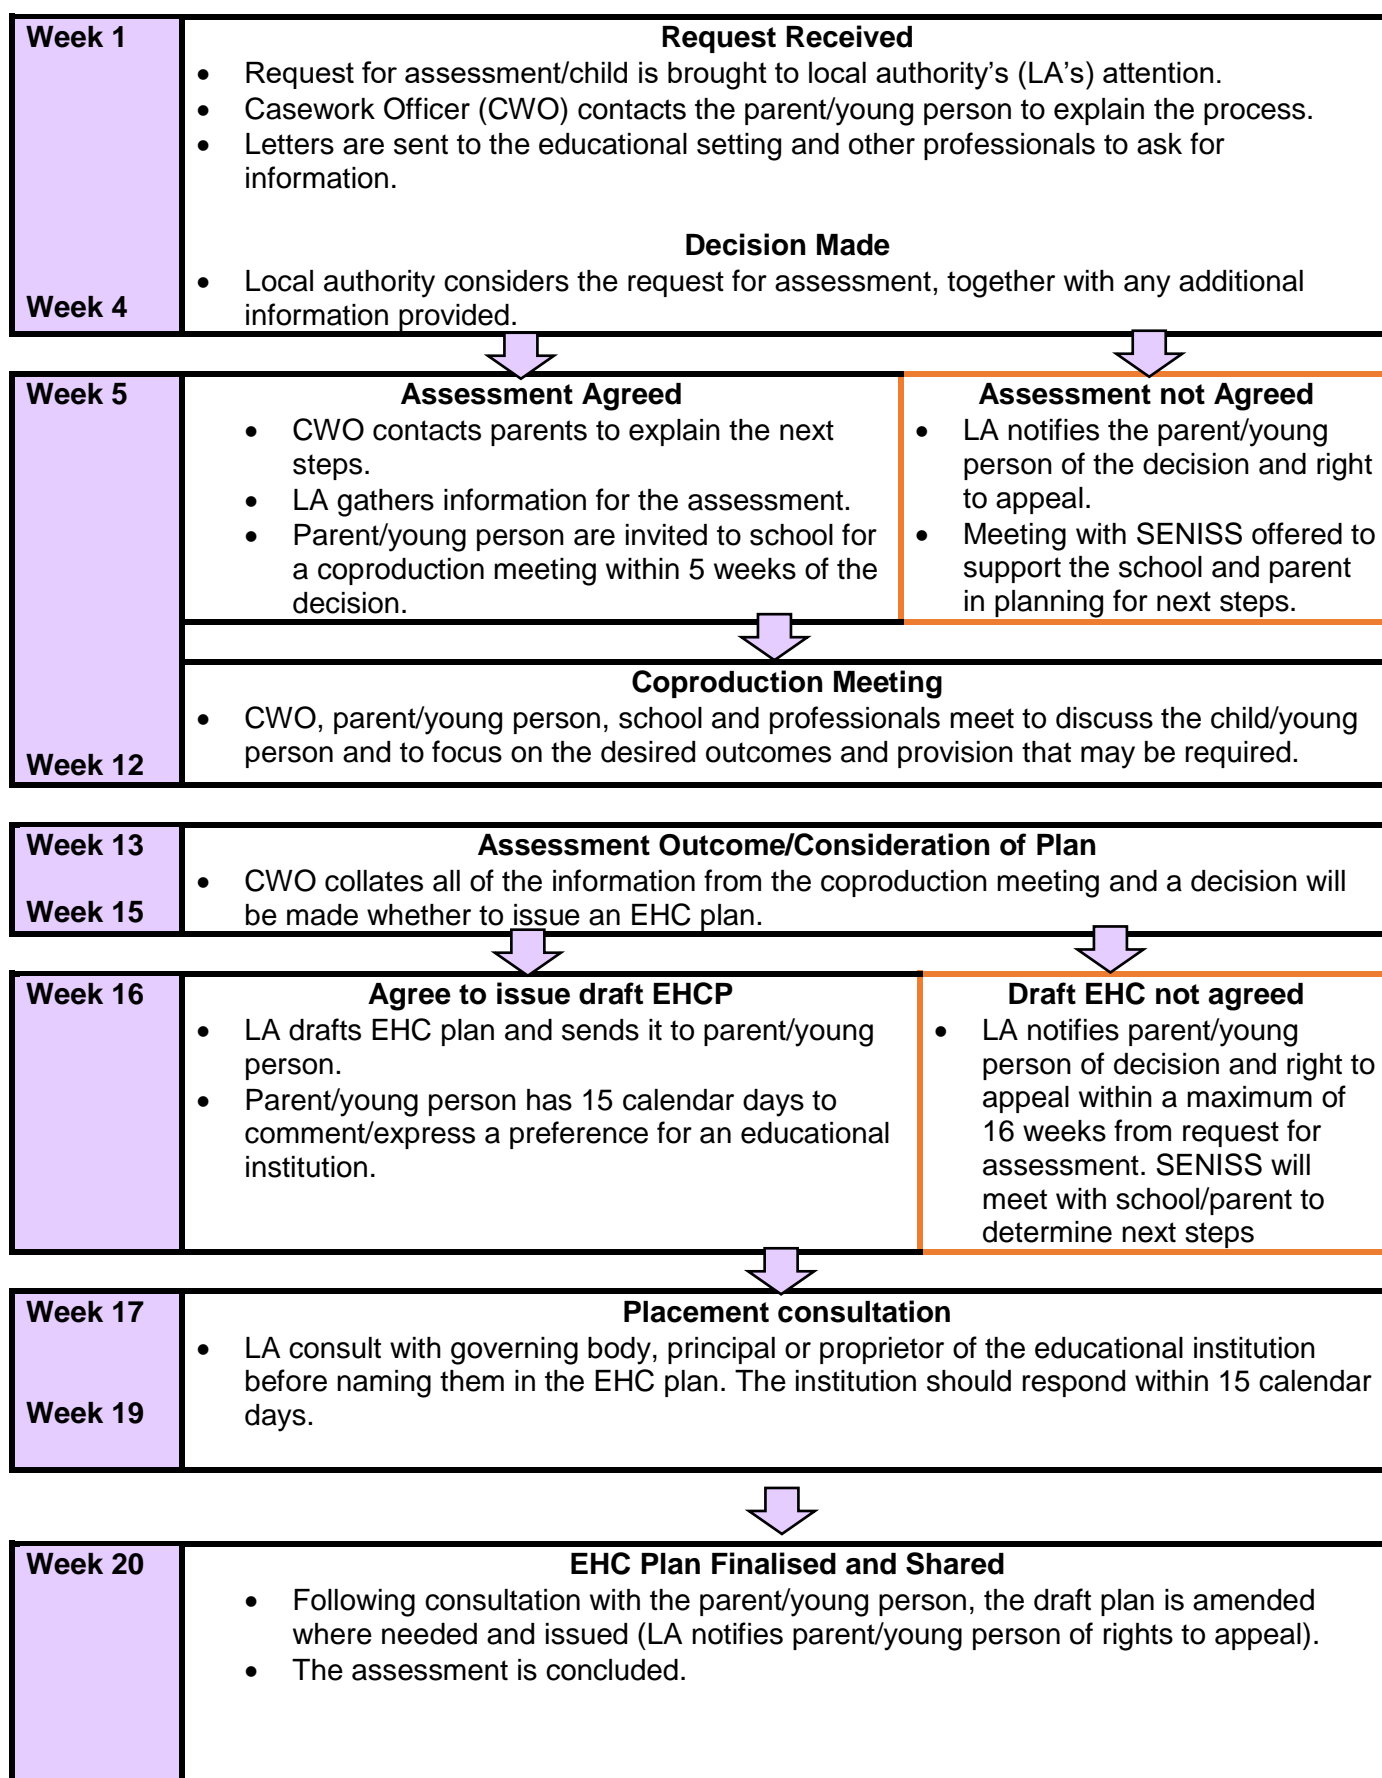 Week 1
Request Received
• Request for assessment/child is brought to local authority's (LA's) attention.
• Casework Officer (CWO) contacts the parent/young person to explain the process.
• Letters are sent to the educational setting and other professionals to ask for
information.
Decision Made
• Local authority considers the request for assessment, together with any additional
information provided.
Week 4
Week 5
Assessment Agreed
• CWO contacts parents to explain the next
steps.
• LA gathers information for the assessment.
• Parent/young person are invited to school for
a coproduction meeting within 5 weeks of the
decision.
Assessment not Agreed
• LA notifies the parent/young
person of the decision and right
to appeal.
• Meeting with SENISS offered to
support the school and parent
in planning for next steps.
Coproduction Meeting
• CWO, parent/young person, school and professionals meet to discuss the child/young
person and to focus on the desired outcomes and provision that may be required.
Week 12
Week 13
Assessment Outcome/Consideration of Plan
• CWO collates all of the information from the coproduction meeting and a decision will
be made whether to issue an EHC plan.
Week 15
Week 16
Agree to issue draft EHCP
• LA drafts EHC plan and sends it to parent/young
person.
• Parent/young person has 15 calendar days to
comment/express a preference for an educational
institution.
Draft EHC not agreed
• LA notifies parent/young
person of decision and right to
appeal within a maximum of
16 weeks from request for
assessment. SENISS will
meet with school/parent to
determine next steps
Week 17
Placement consultation
• LA consult with governing body, principal or proprietor of the educational institution
before naming them in the EHC plan. The institution should respond within 15 calendar
days.
Week 19
Week 20
EHC Plan Finalised and Shared
• Following consultation with the parent/young person, the draft plan is amended
where needed and issued (LA notifies parent/young person of rights to appeal).
• The assessment is concluded.